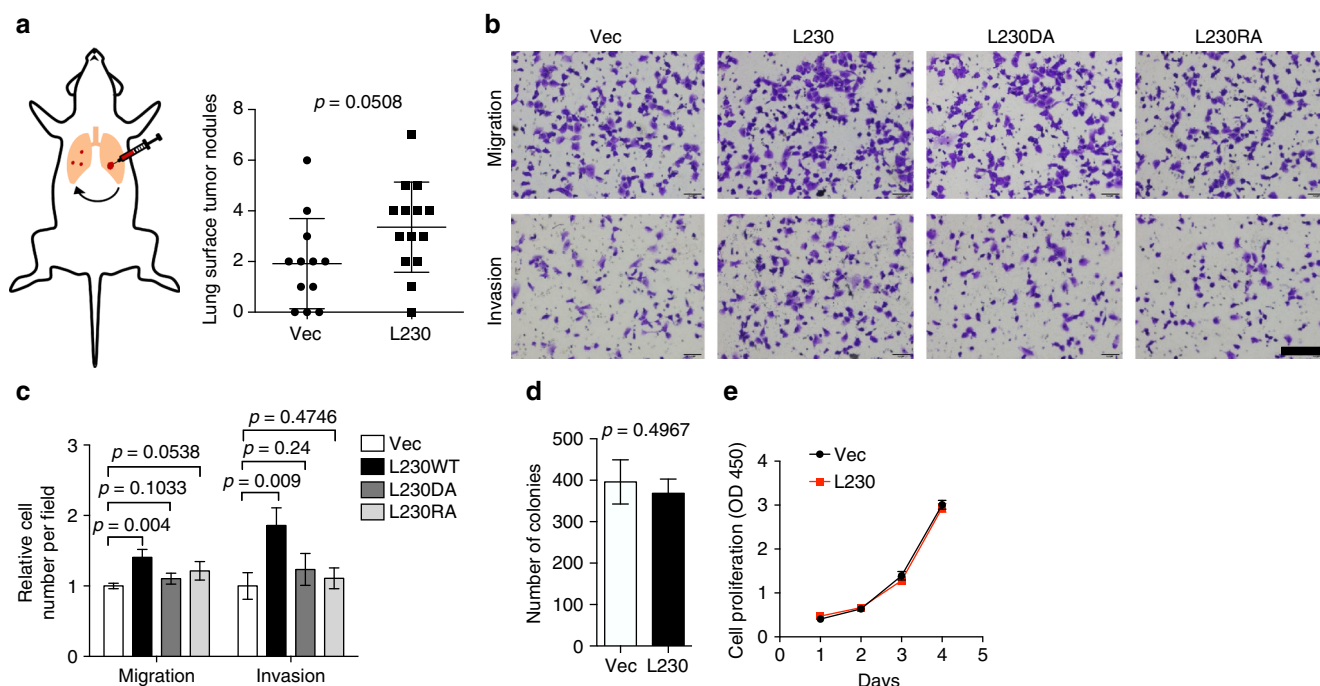 a
Lung surface tumor nodules
8
6
4
2
0
p = 0.0508
Vec
L230
b
Vec
L230
L230DA
L230RA
Migration
Invasion
c
Relative cell
number per field
3
2
1
0
p = 0.0538
p = 0.1033
p = 0.004
p = 0.4746
p = 0.24
p = 0.009
Migration
Invasion
Vec
L230WT
L230DA
L230RA
d
Number of colonies
500
400
300
200
100
0
p = 0.4967
Vec
L230
e
Cell proliferation (OD 450)
4
3
2
1
0
Vec
L230
0 1 2 3 4 5
Days